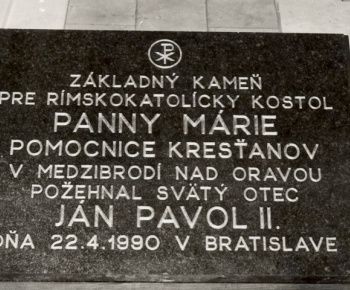 ZÁKLADNÝ KAMEŇ
PRE RÍMSKOKATOLÍCKY KOSTOL
PANNY MÁRIE
POMOCNICE KRESŤANOV
V MEDZIBRODÍ NAD ORAVOU
POŽEHNAL SVÄTÝ OTEC
JÁN PAVOL II.
DŇA 22.4.1990 V BRATISLAVE